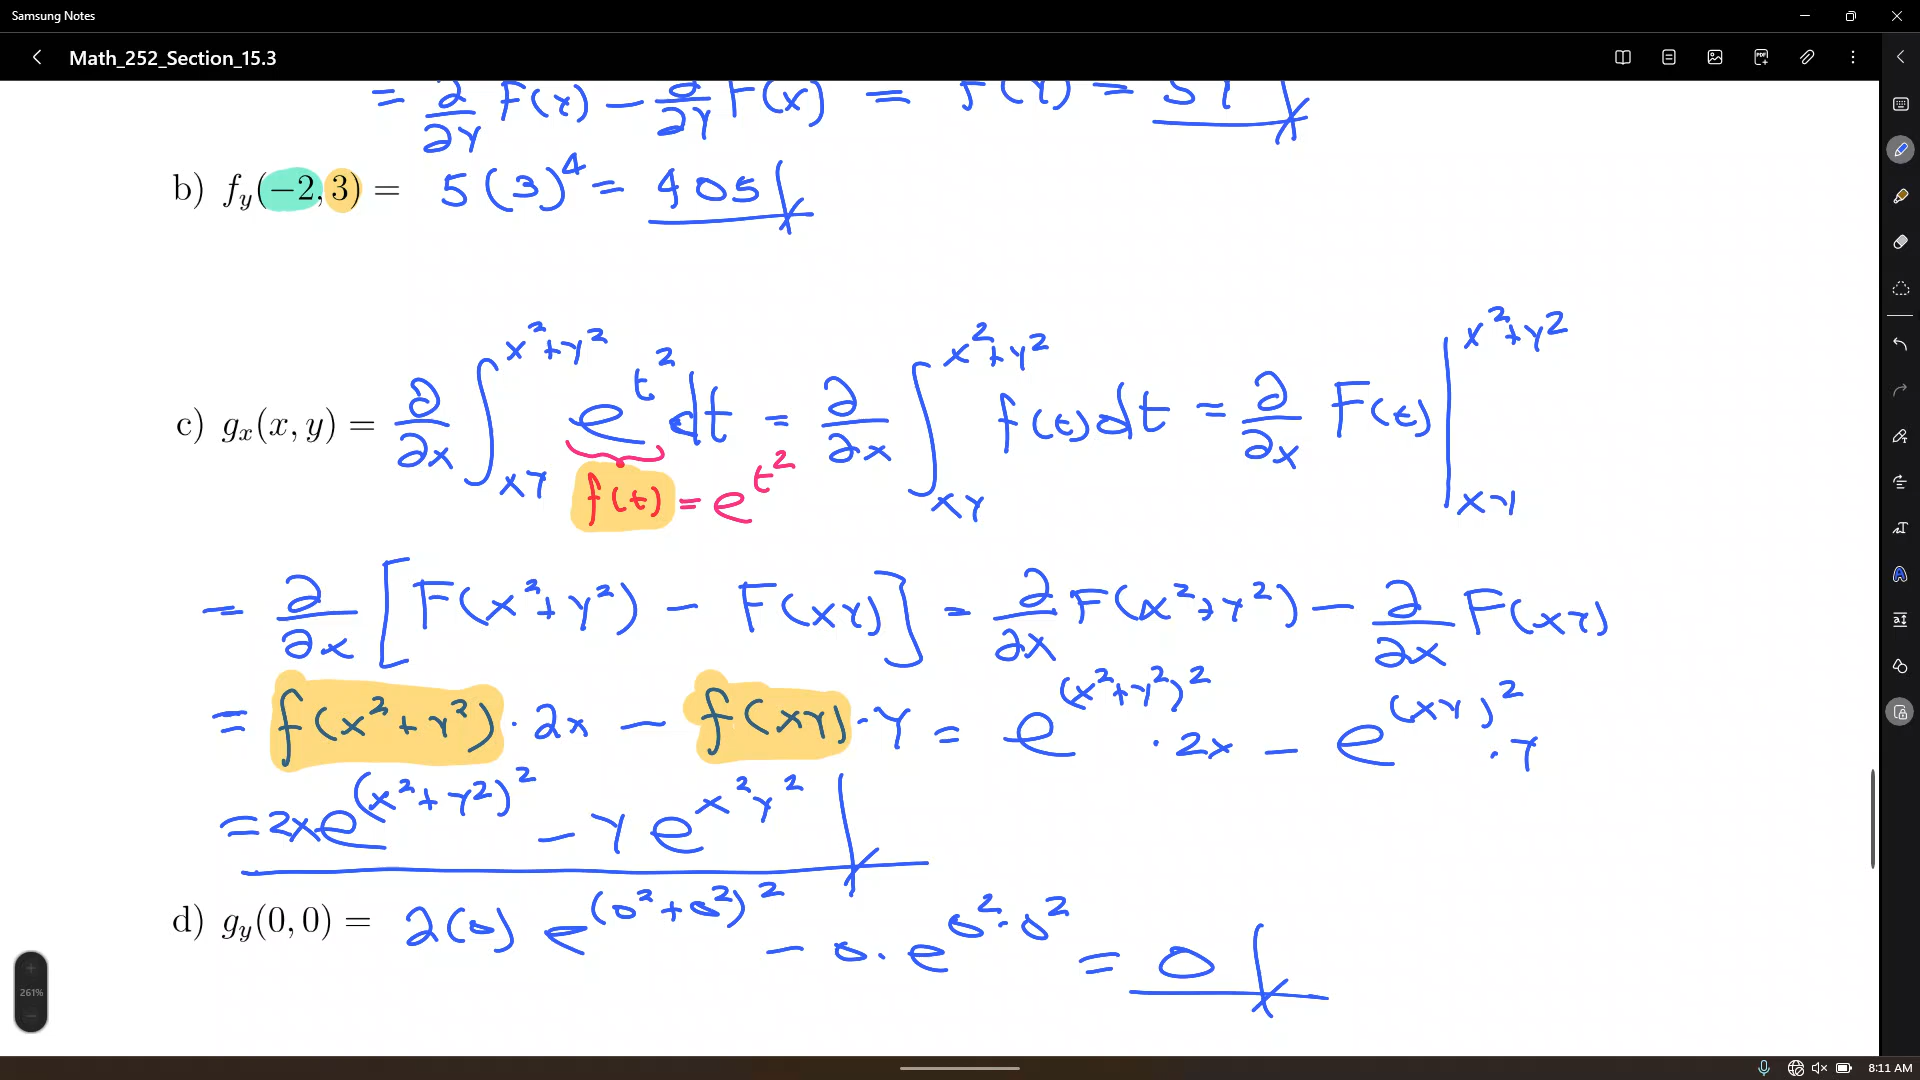 Samsung Notes
Math_252_Section_15.3
= ∂/∂y F(y) − ∂/∂y F(x) = f(y) = 5y
b) f_y(−2, 3) = 5(3)^4 = 405
c) g_x(x, y) = ∂/∂x ∫_{xy}^{x²+y²} e^{t²} dt = ∂/∂x ∫_{xy}^{x²+y²} f(t) dt = ∂/∂x F(t) |_{xy}^{x²+y²}
f(t) = e^{t²}
= ∂/∂x [F(x²+y²) − F(xy)] = ∂/∂x F(x²+y²) − ∂/∂x F(xy)
= f(x²+y²) · 2x − f(xy) · y = e^{(x²+y²)²} · 2x − e^{(xy)²} · y
= 2xe^{(x²+y²)²} − y e^{x²y²}
d) g_y(0, 0) = 2(0) e^{(0²+0²)²} − 0 · e^{0²·0²} = 0
261%
8:11 AM